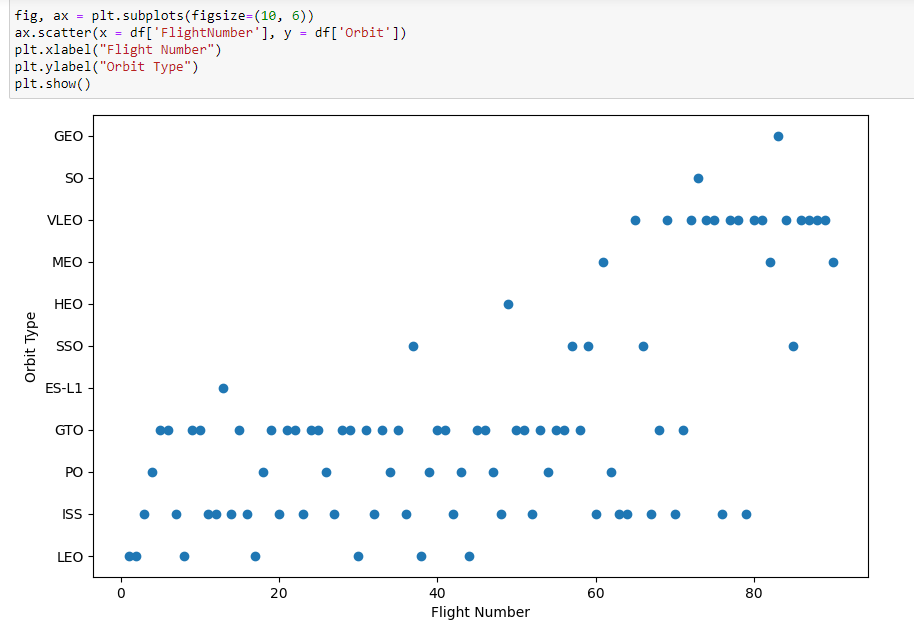 fig, ax = plt.subplots(figsize=(10, 6))
ax.scatter(x = df['FlightNumber'], y = df['Orbit'])
plt.xlabel("Flight Number")
plt.ylabel("Orbit Type")
plt.show()
GEO
SO
VLEO
MEO
HEO
SSO
ES-L1
GTO
PO
ISS
LEO
Orbit Type
0 20 40 60 80
Flight Number